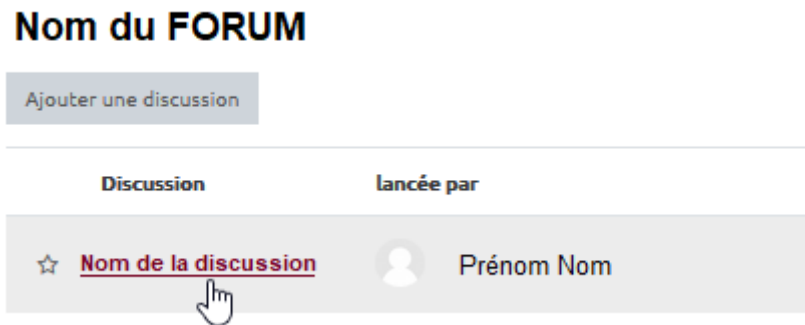 Nom du FORUM
Ajouter une discussion
Discussion lancée par
Nom de la discussion Prénom Nom